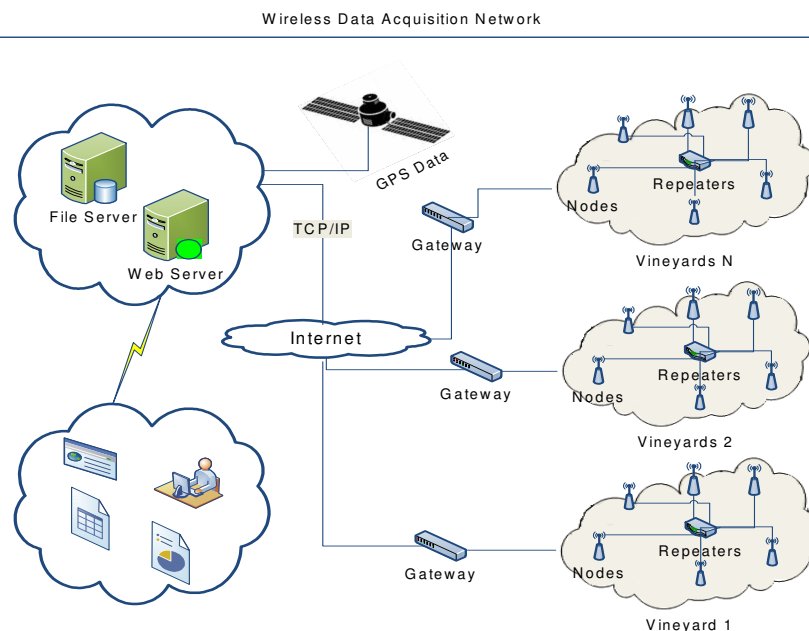 Wireless Data Acquisition Network
GPS Data
File Server
Web Server
TCP/IP
Internet
Gateway
Repeaters
Nodes
Vineyards N
Gateway
Repeaters
Nodes
Vineyards 2
Gateway
Repeaters
Nodes
Vineyard 1